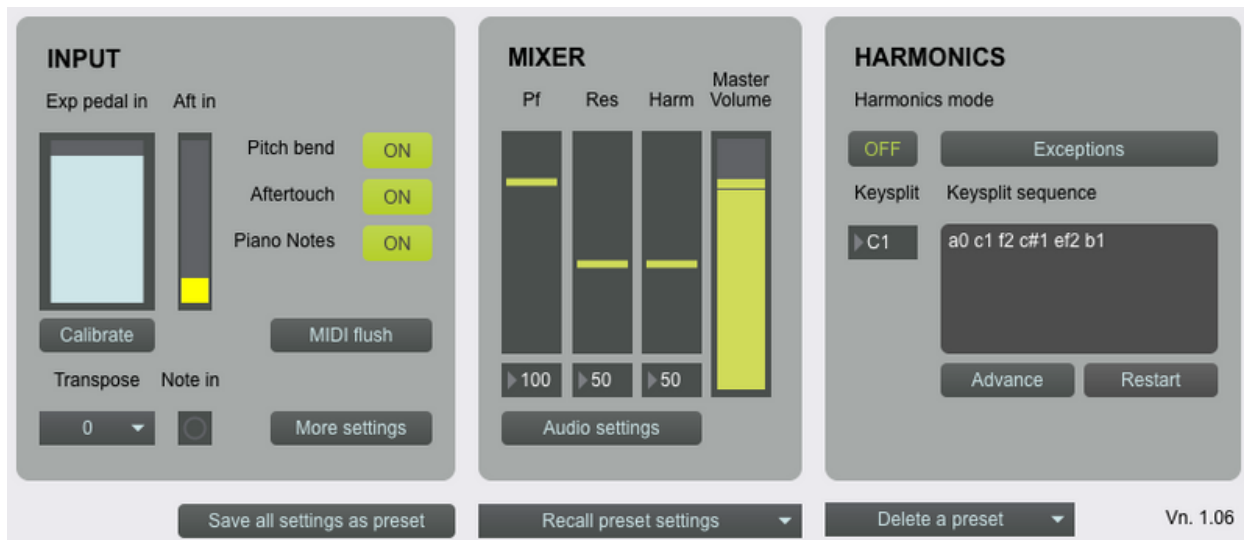 INPUT
Exp pedal in Aft in
Pitch bend ON
Aftertouch ON
Piano Notes ON
Calibrate MIDI flush
Transpose Note in
0 More settings
MIXER
Pf Res Harm Master Volume
100 50 50
Audio settings
HARMONICS
Harmonics mode
OFF Exceptions
Keysplit Keysplit sequence
C1 a0 c1 f2 c#1 ef2 b1
Advance Restart
Save all settings as preset Recall preset settings Delete a preset Vn. 1.06